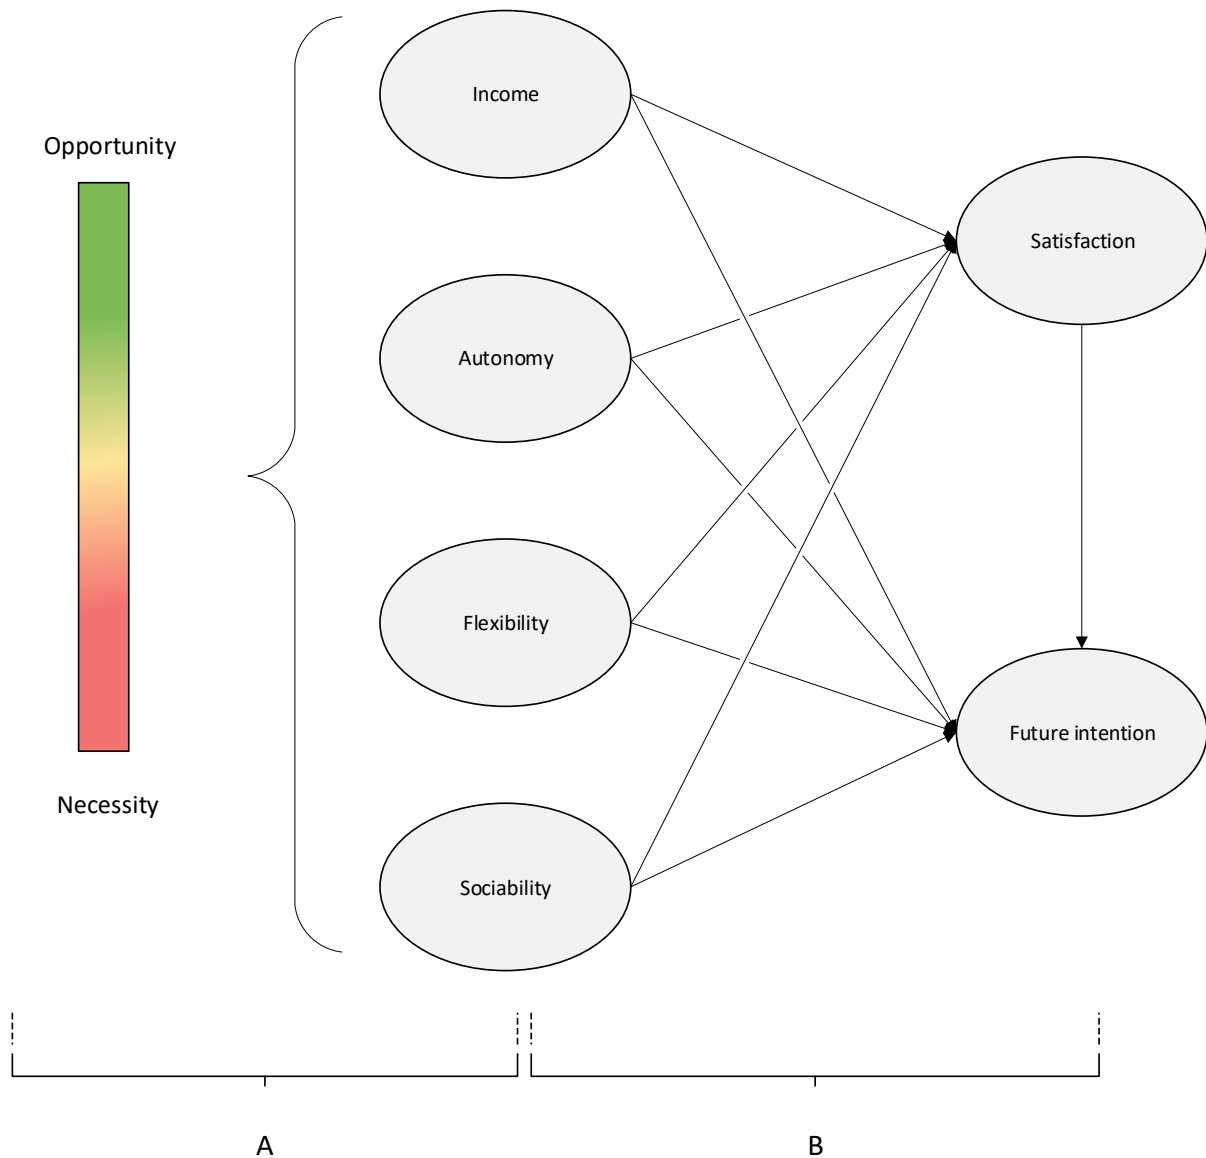 Opportunity
Necessity
Income
Autonomy
Flexibility
Sociability
Satisfaction
Future intention
A
B